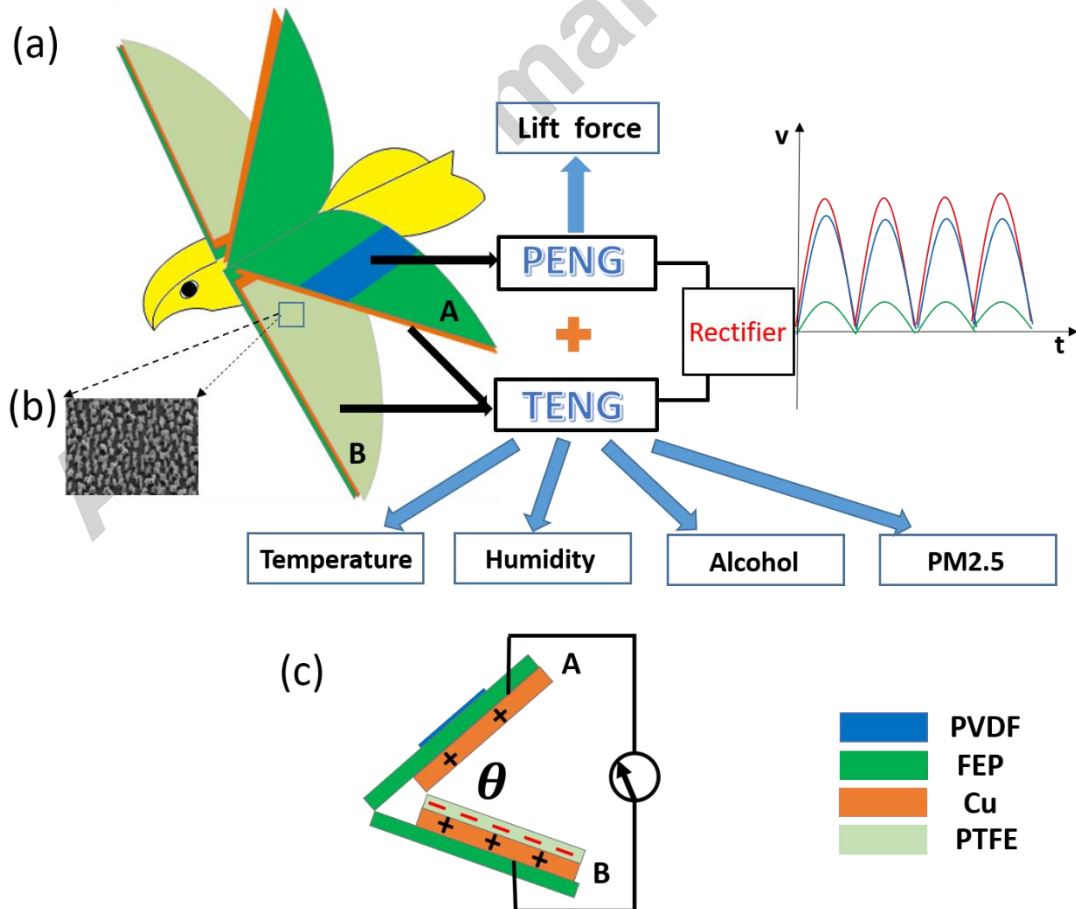 (a)
Lift force
v
PENG
A
Rectifier
t
TENG
(b)
B
Temperature
Humidity
Alcohol
PM2.5
(c)
A
+
+
θ
+ + +
B
PVDF
FEP
Cu
PTFE